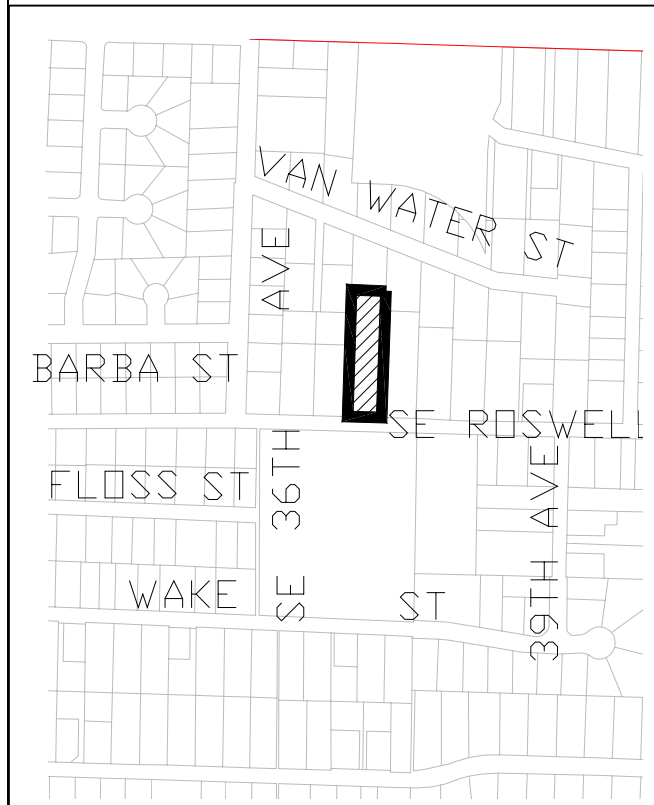 VAN WATER ST
AVE
BARBA ST
SE ROSWELL
FLOSS ST
SE 36TH
39TH AVE
WAKE ST